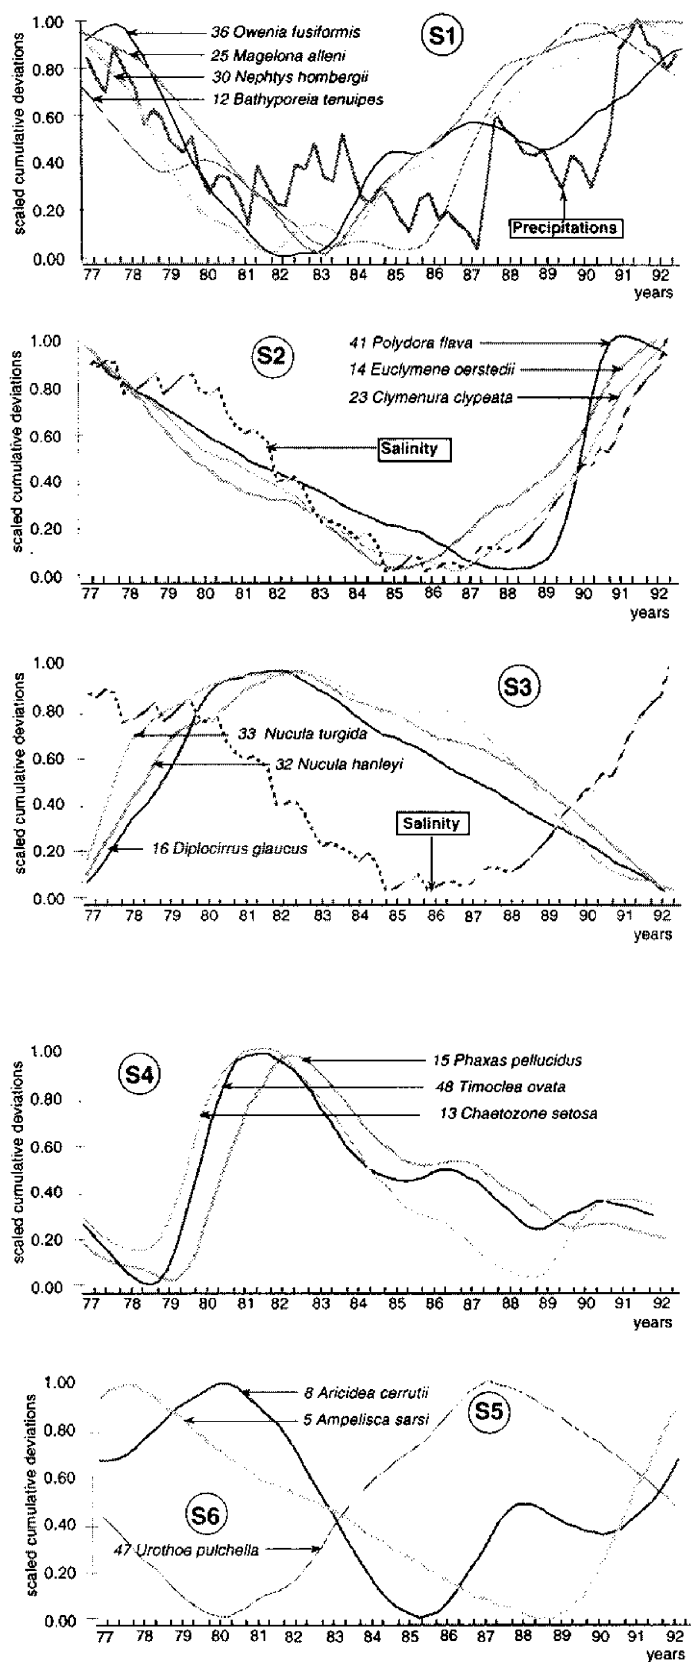 scaled cumulative deviations
1.00
0.80
0.60
0.40
0.20
0.00
36 Owenia fusiformis
25 Magelona alleni
30 Nephtys hombergii
12 Bathyporeia tenuipes
S1
Precipitations
77 78 79 80 81 82 83 84 85 86 87 88 89 90 91 92
years
scaled cumulative deviations
1.00
0.80
0.60
0.40
0.20
0.00
S2
41 Polydora flava
14 Euclymene oerstedii
23 Clymenura clypeata
Salinity
77 78 79 80 81 82 83 84 85 86 87 88 89 90 91 92
years
scaled cumulative deviations
1.00
0.80
0.60
0.40
0.20
0.00
S3
33 Nucula turgida
32 Nucula hanleyi
Salinity
16 Diplocirrus glaucus
77 78 79 80 81 82 83 84 85 86 87 88 89 90 91 92
years
scaled cumulative deviations
1.00
0.80
0.60
0.40
0.20
0.00
S4
15 Phaxas pellucidus
48 Timoclea ovata
13 Chaetozone setosa
77 78 79 80 81 82 83 84 85 86 87 88 89 90 91 92
years
scaled cumulative deviations
1.00
0.80
0.60
0.40
0.20
0.00
8 Aricidea cerrutii
5 Ampelisca sarsi
S5
S6
47 Urothoe pulchella
77 78 79 80 81 82 83 84 85 86 87 88 89 90 91 92
years